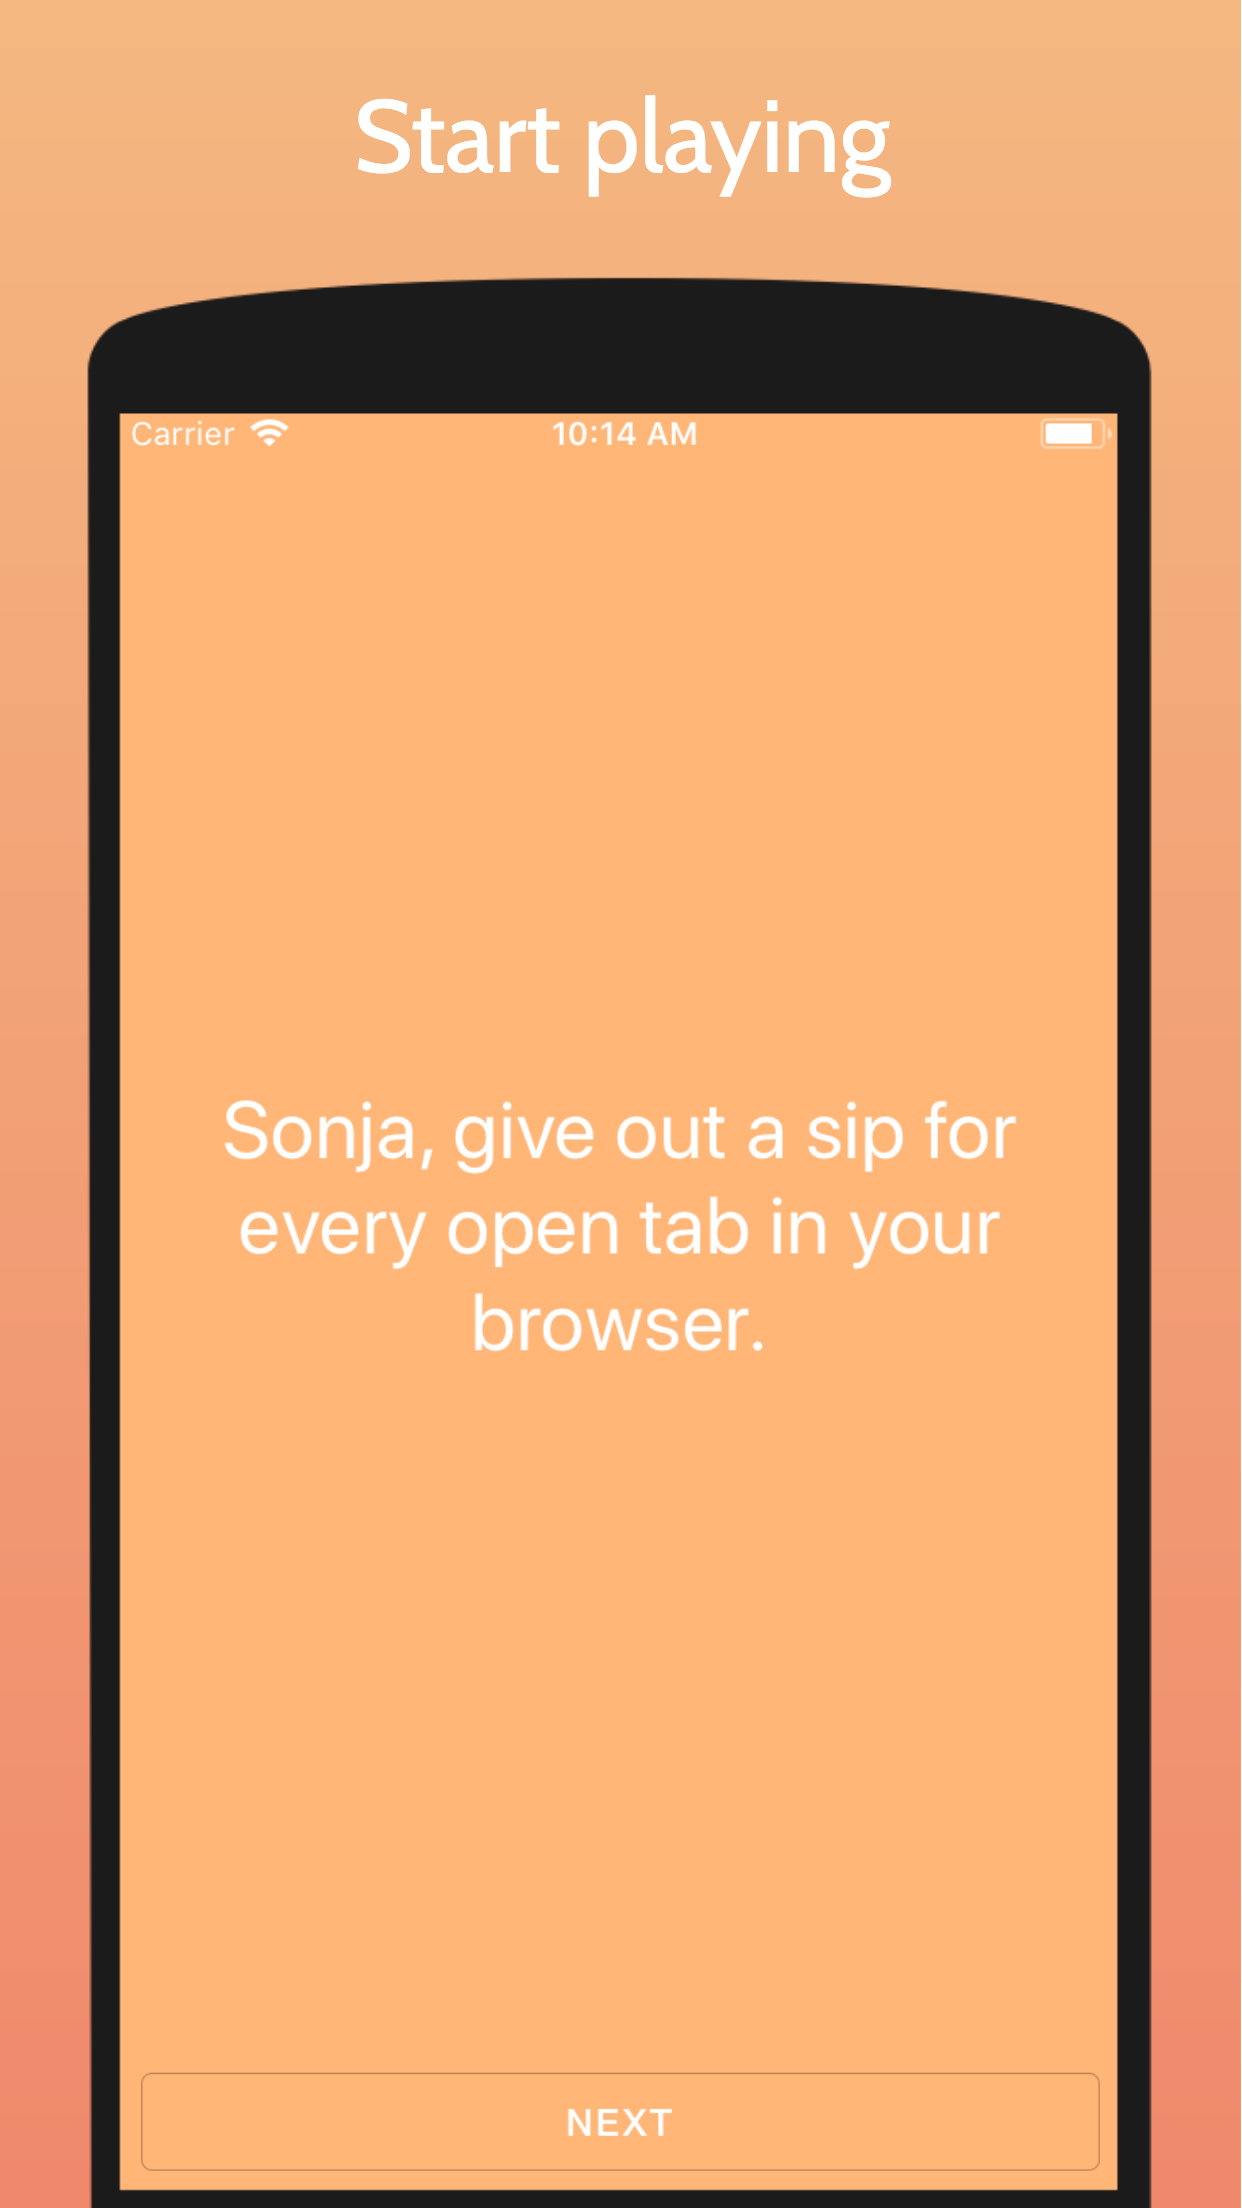 Start playing
Carrier 10:14 AM
Sonja, give out a sip for
every open tab in your
browser.
NEXT